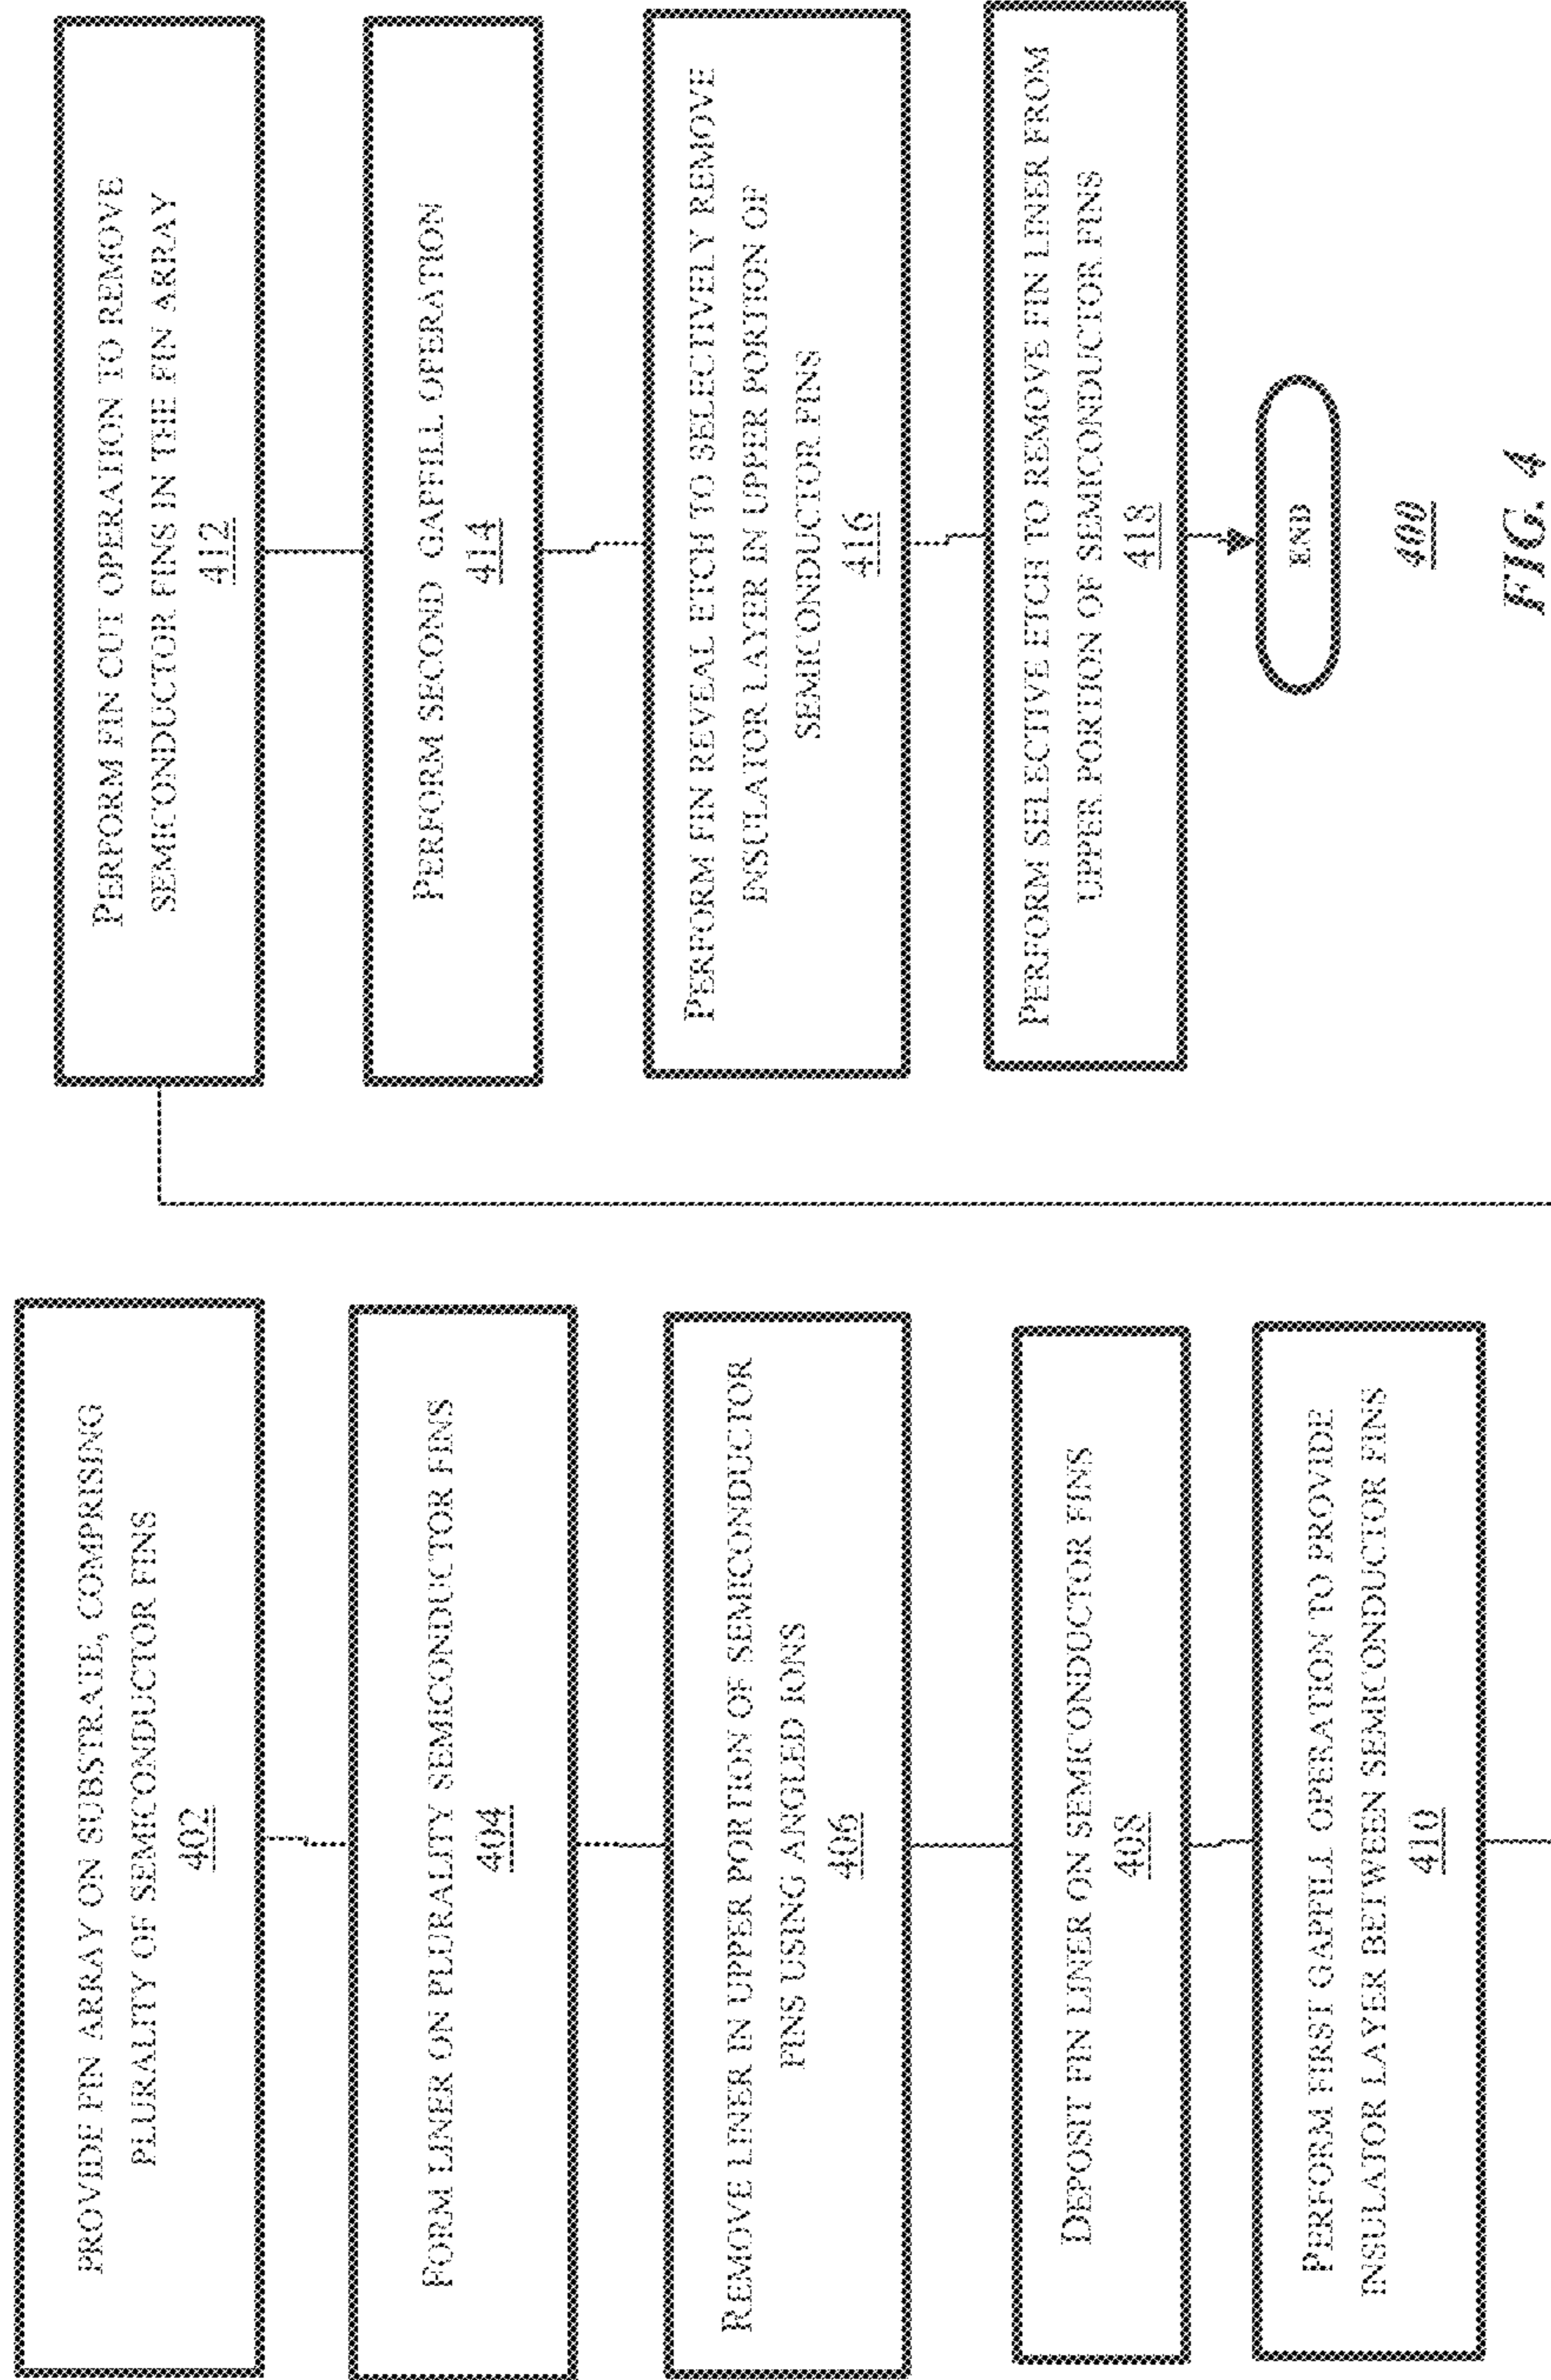 PROVIDE FIN ARRAY ON SUBSTRATE, COMPRISING
PLURALITY OF SEMICONDUCTOR FINS
402
FORM LINER ON PLURALITY SEMICONDUCTOR FINS
404
REMOVE LINER IN UPPER PORTION OF SEMICONDUCTOR
FINS USING ANGLED IONS
406
DEPOSIT FIN LINER ON SEMICONDUCTOR FINS
408
PERFORM FIRST GAPFILL OPERATION TO PROVIDE
INSULATOR LAYER BETWEEN SEMICONDUCTOR FINS
410
PERFORM FIN CUT OPERATION TO REMOVE
SEMICONDUCTOR FINS IN THE FIN ARRAY
412
PERFORM SECOND GAPFILL OPERATION
414
PERFORM FIN REVEAL ETCH TO SELECTIVELY REMOVE
INSULATOR LAYER IN UPPER PORTION OF
SEMICONDUCTOR FINS
416
PERFORM SELECTIVE ETCH TO REMOVE FIN LINER FROM
UPPER PORTION OF SEMICONDUCTOR FINS
418
END
400
FIG. 4